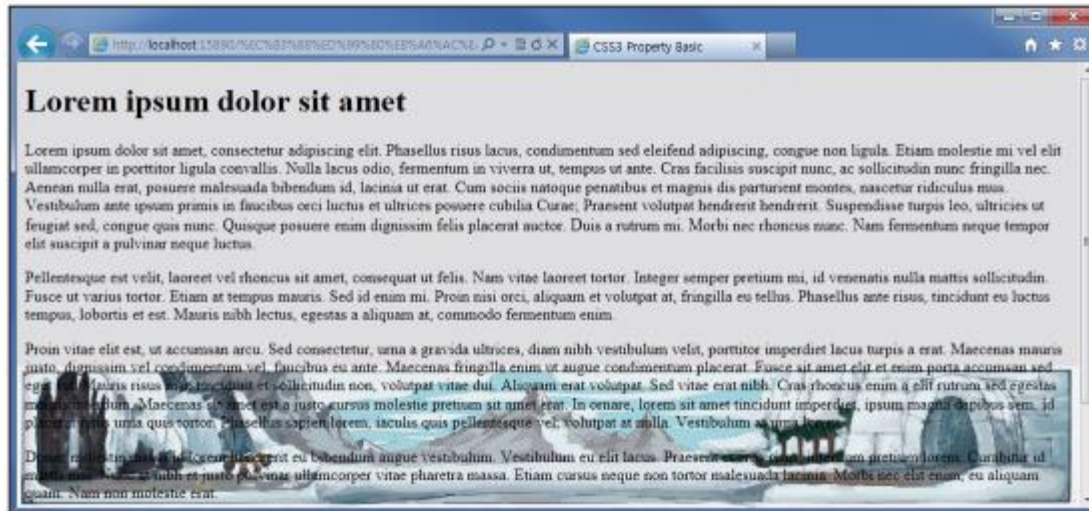 http://localhost:15890/%EC%83%88%ED%99%80%EB%A6%AC%E
CSS3 Property Basic
Lorem ipsum dolor sit amet
Lorem ipsum dolor sit amet, consectetur adipiscing elit. Phasellus risus lacus, condimentum sed eleifend adipiscing, congue non ligula. Etiam molestie mi vel elit
ullamcorper in porttitor ligula convallis. Nulla lacus odio, fermentum in viverra ut, tempus ut ante. Cras facilisis suscipit nunc, ac sollicitudin nunc fringilla nec.
Aenean nulla erat, posuere malesuada bibendum id, lacinia ut erat. Cum sociis natoque penatibus et magnis dis parturient montes, nascetur ridiculus mus.
Vestibulum ante ipsum primis in faucibus orci luctus et ultrices posuere cubilia Curae; Praesent volutpat hendrerit hendrerit. Suspendisse turpis leo, ultricies ut
feugiat sed, congue quis nunc. Quisque posuere enim dignissim felis placerat auctor. Duis a rutrum mi. Morbi nec rhoncus nunc. Nam fermentum neque tempor
elit suscipit a pulvinar neque luctus.
Pellentesque est velit, laoreet vel rhoncus sit amet, consequat ut felis. Nam vitae laoreet tortor. Integer semper pretium mi, id venenatis nulla mattis sollicitudin.
Fusce ut varius tortor. Etiam at tempus mauris. Sed id enim mi. Proin nisi orci, aliquam et volutpat at, fringilla eu tellus. Phasellus ante risus, tincidunt eu luctus
tempus, lobortis et est. Mauris nibh lectus, egestas a aliquam at, commodo fermentum enim.
Proin vitae elit est, ut accumsan arcu. Sed consectetur, urna a gravida ultrices, diam nibh vestibulum velit, porttitor imperdiet lacus turpis a erat. Maecenas mauris
justo, dignissim vel condimentum vel, faucibus eu ante. Maecenas fringilla enim ut augue condimentum placerat. Fusce sit amet elit et enim porta accumsan sed
Mauris risus tincidunt et sollicitudin non, volutpat vitae dui. Aliquam erat volutpat. Sed vitae erat nibh. Cras rhoncus enim a elit rutrum sed egestas
Maecenas sit amet est a justo cursus molestie pretium sit amet erat. In ornare, lorem sit amet tincidunt imperdiet, ipsum magna dapibus sem, id
urna quis tortor. Phasellus sapien lorem, iaculis quis pellentesque vel, volutpat at nulla. Vestibulum at urna
eu bibendum augue vestibulum. Vestibulum eu elit lacus. Praesent pretium lorem. Curabitur id
nibh et justo pulvinar ullamcorper vitae pharetra massa. Etiam cursus neque non tortor malesuada lacinia. Morbi nec elit enim, eu aliquam
quam. Nam non molestie erat.